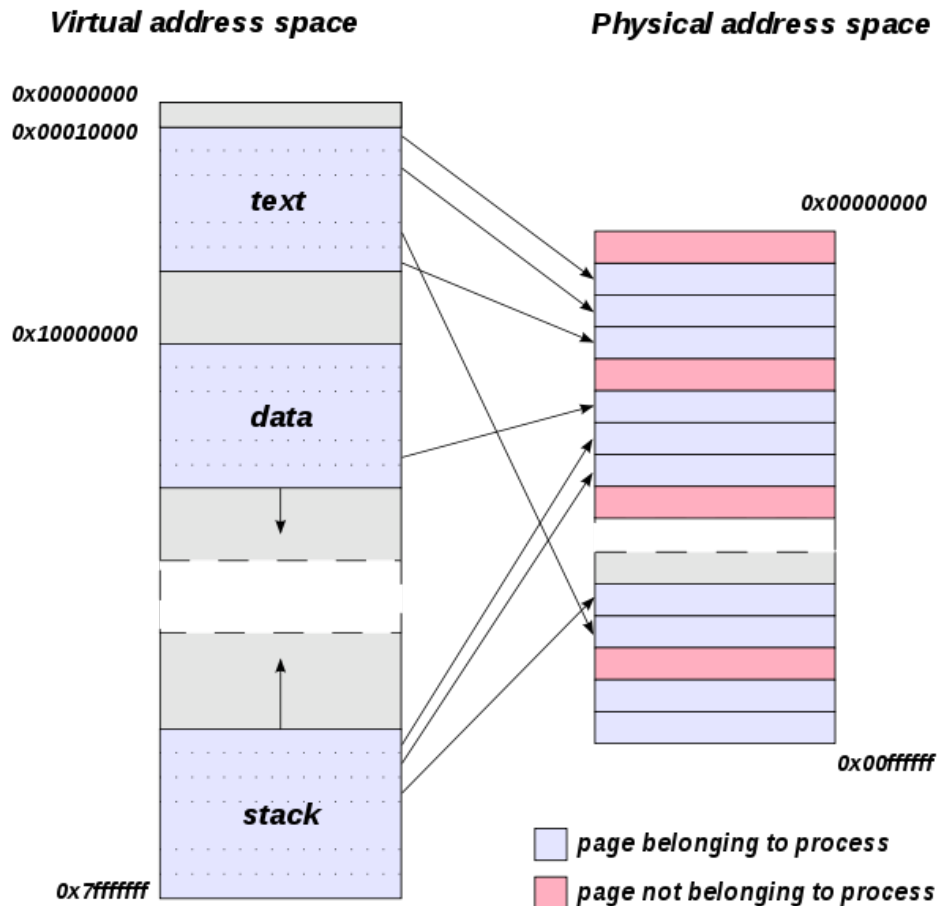 Virtual address space
Physical address space
0x00000000
0x00010000
text
0x00000000
0x10000000
data
stack
0x00ffffff
page belonging to process
0x7fffffff
page not belonging to process